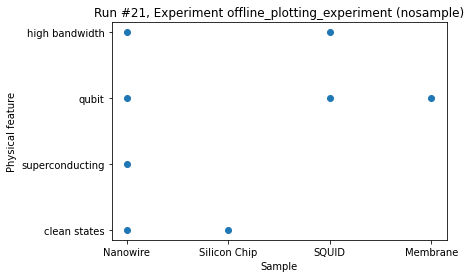 Run #21, Experiment offline_plotting_experiment (nosample)
high bandwidth
qubit
superconducting
clean states
Physical feature
Nanowire Silicon Chip SQUID Membrane
Sample